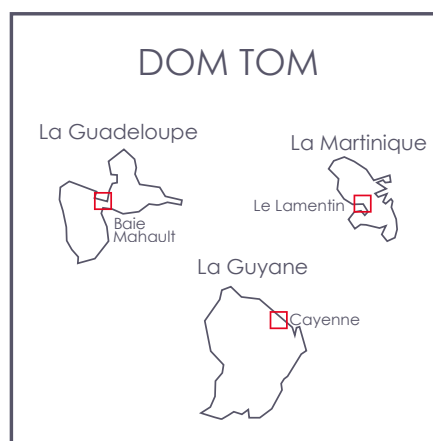 DOM TOM
La Guadeloupe
La Martinique
Le Lamentin
Baie
Mahault
La Guyane
Cayenne